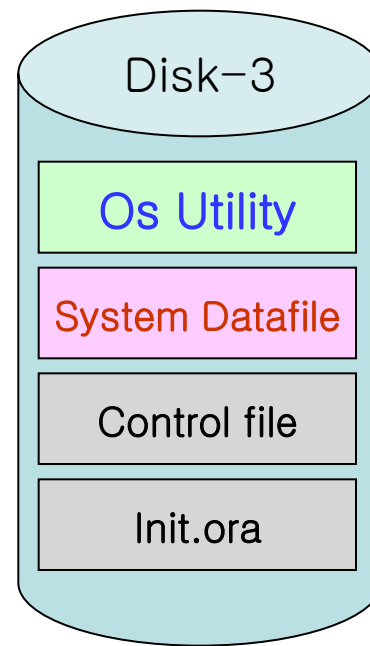 Disk-3
Os Utility
System Datafile
Control file
Init.ora